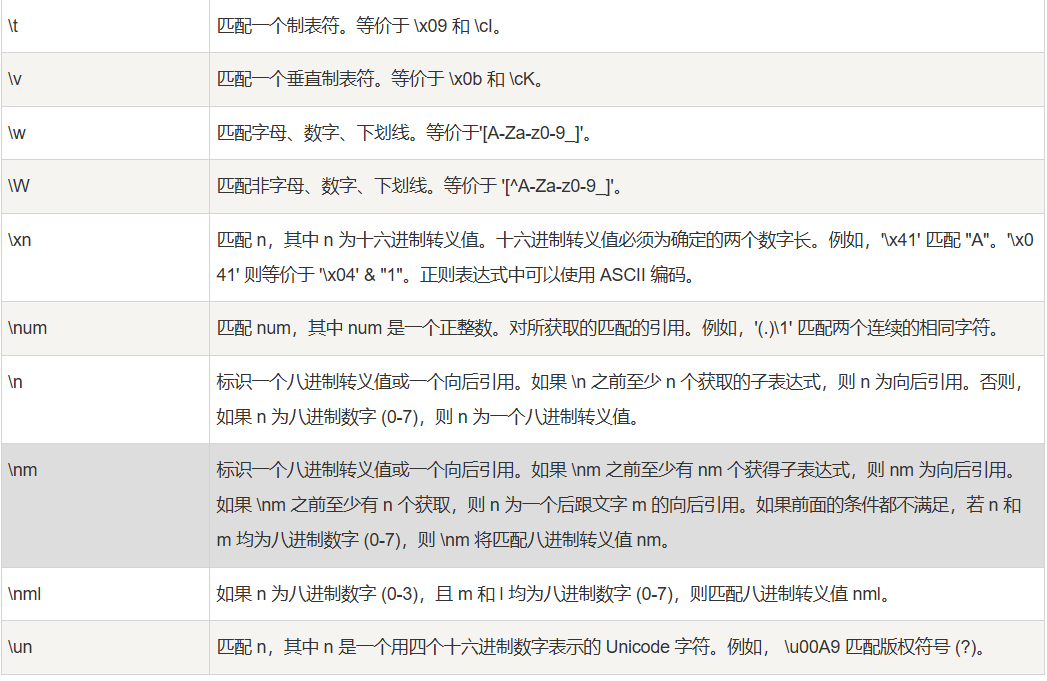 \t 匹配一个制表符。等价于 \x09 和 \cI。
\v 匹配一个垂直制表符。等价于 \x0b 和 \cK。
\w 匹配字母、数字、下划线。等价于'[A-Za-z0-9_]'。
\W 匹配非字母、数字、下划线。等价于 '[^A-Za-z0-9_]'。
\xn 匹配 n，其中 n 为十六进制转义值。十六进制转义值必须为确定的两个数字长。例如，'\x41' 匹配 "A"。'\x0
41' 则等价于 '\x04' & "1"。正则表达式中可以使用 ASCII 编码。
\num 匹配 num，其中 num 是一个正整数。对所获取的匹配的引用。例如，'(.)\1' 匹配两个连续的相同字符。
\n 标识一个八进制转义值或一个向后引用。如果 \n 之前至少 n 个获取的子表达式，则 n 为向后引用。否则，
如果 n 为八进制数字 (0-7)，则 n 为一个八进制转义值。
\nm 标识一个八进制转义值或一个向后引用。如果 \nm 之前至少有 nm 个获得子表达式，则 nm 为向后引用。
如果 \nm 之前至少有 n 个获取，则 n 为一个后跟文字 m 的向后引用。如果前面的条件都不满足，若 n 和
m 均为八进制数字 (0-7)，则 \nm 将匹配八进制转义值 nm。
\nml 如果 n 为八进制数字 (0-3)，且 m 和 l 均为八进制数字 (0-7)，则匹配八进制转义值 nml。
\un 匹配 n，其中 n 是一个用四个十六进制数字表示的 Unicode 字符。例如， \u00A9 匹配版权符号 (?)。